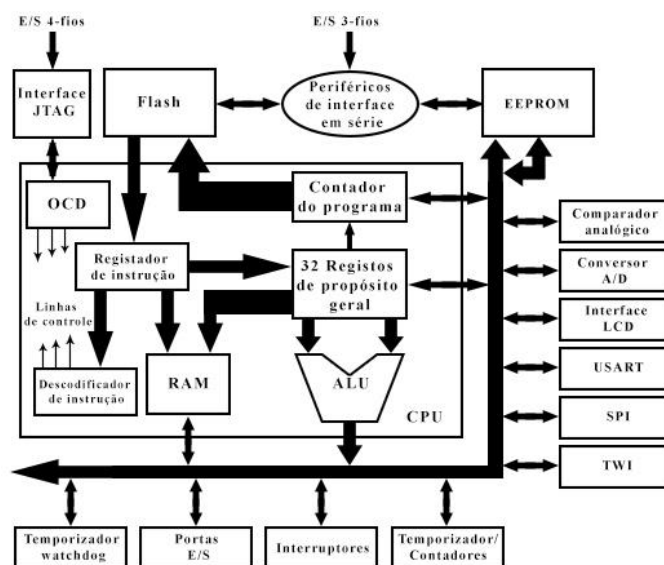 E/S 4-fios
E/S 3-fios
Interface
JTAG
Flash
Periféricos
de interface
em série
EEPROM
OCD
Contador
do programa
Registador
de instrução
32 Registos
de propósito
geral
Linhas
de controle
Descodificador
de instrução
RAM
ALU
CPU
Comparador
analógico
Conversor
A/D
Interface
LCD
USART
SPI
TWI
Temporizador
watchdog
Portas
E/S
Interruptores
Temporizador/
Contadores